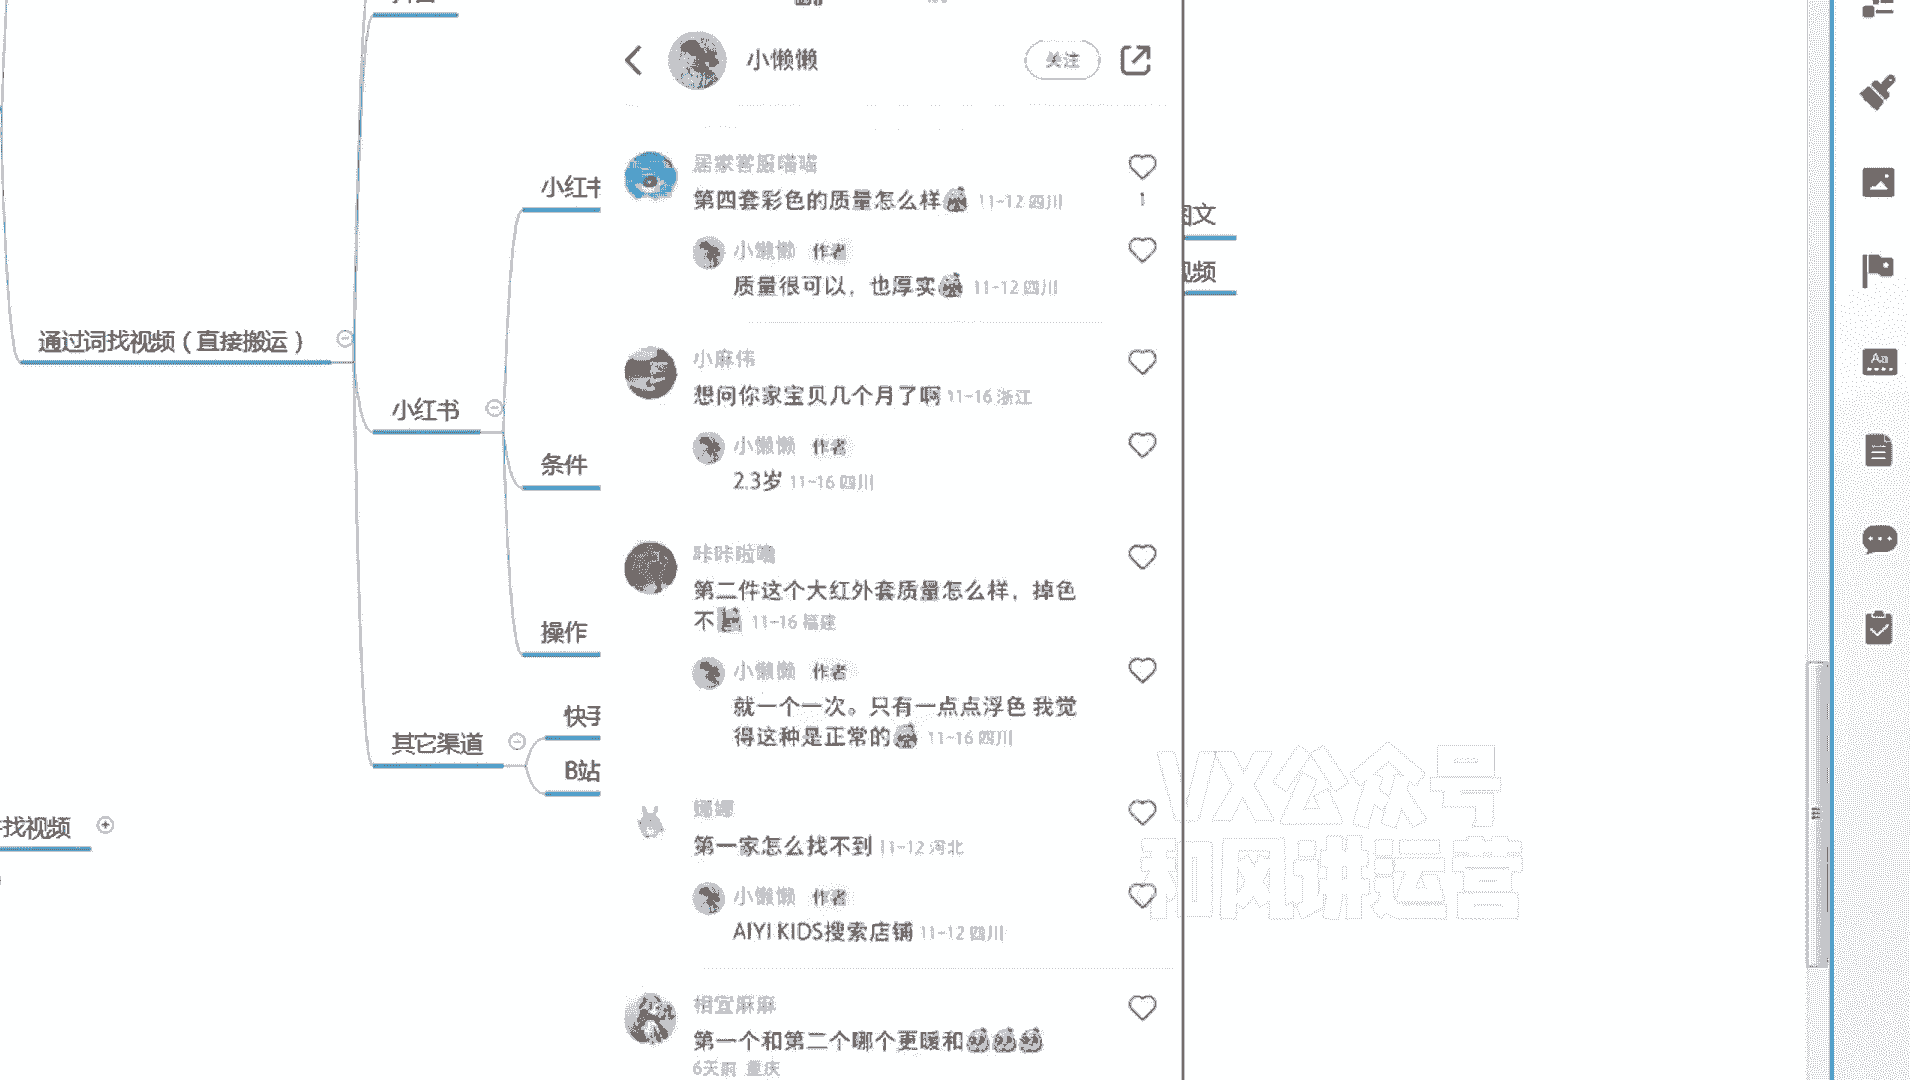 小懒懒
关注
居家客服喵喵
第四套彩色的质量怎么样 11-12 四川
1
小懒懒 作者
质量很可以，也厚实 11-12 四川
小麻伟
想问你家宝贝几个月了啊 11-16 浙江
小懒懒 作者
2.3岁 11-16 四川
第二件这个大红外套质量怎么样，掉色
不 11-16 福建
小懒懒 作者
就一个一次。只有一点点浮色 我觉
得这种是正常的 11-16 四川
第一家怎么找不到 11-12 河北
小懒懒 作者
AIYI KIDS搜索店铺 11-12 四川
相宜麻麻
第一个和第二个哪个更暖和
6天前 重庆
通过词找视频（直接搬运）
小红书
小红书
条件
操作
其它渠道
快手
B站
找视频
图文
视频
Aa
VX公众号
和风讲运营